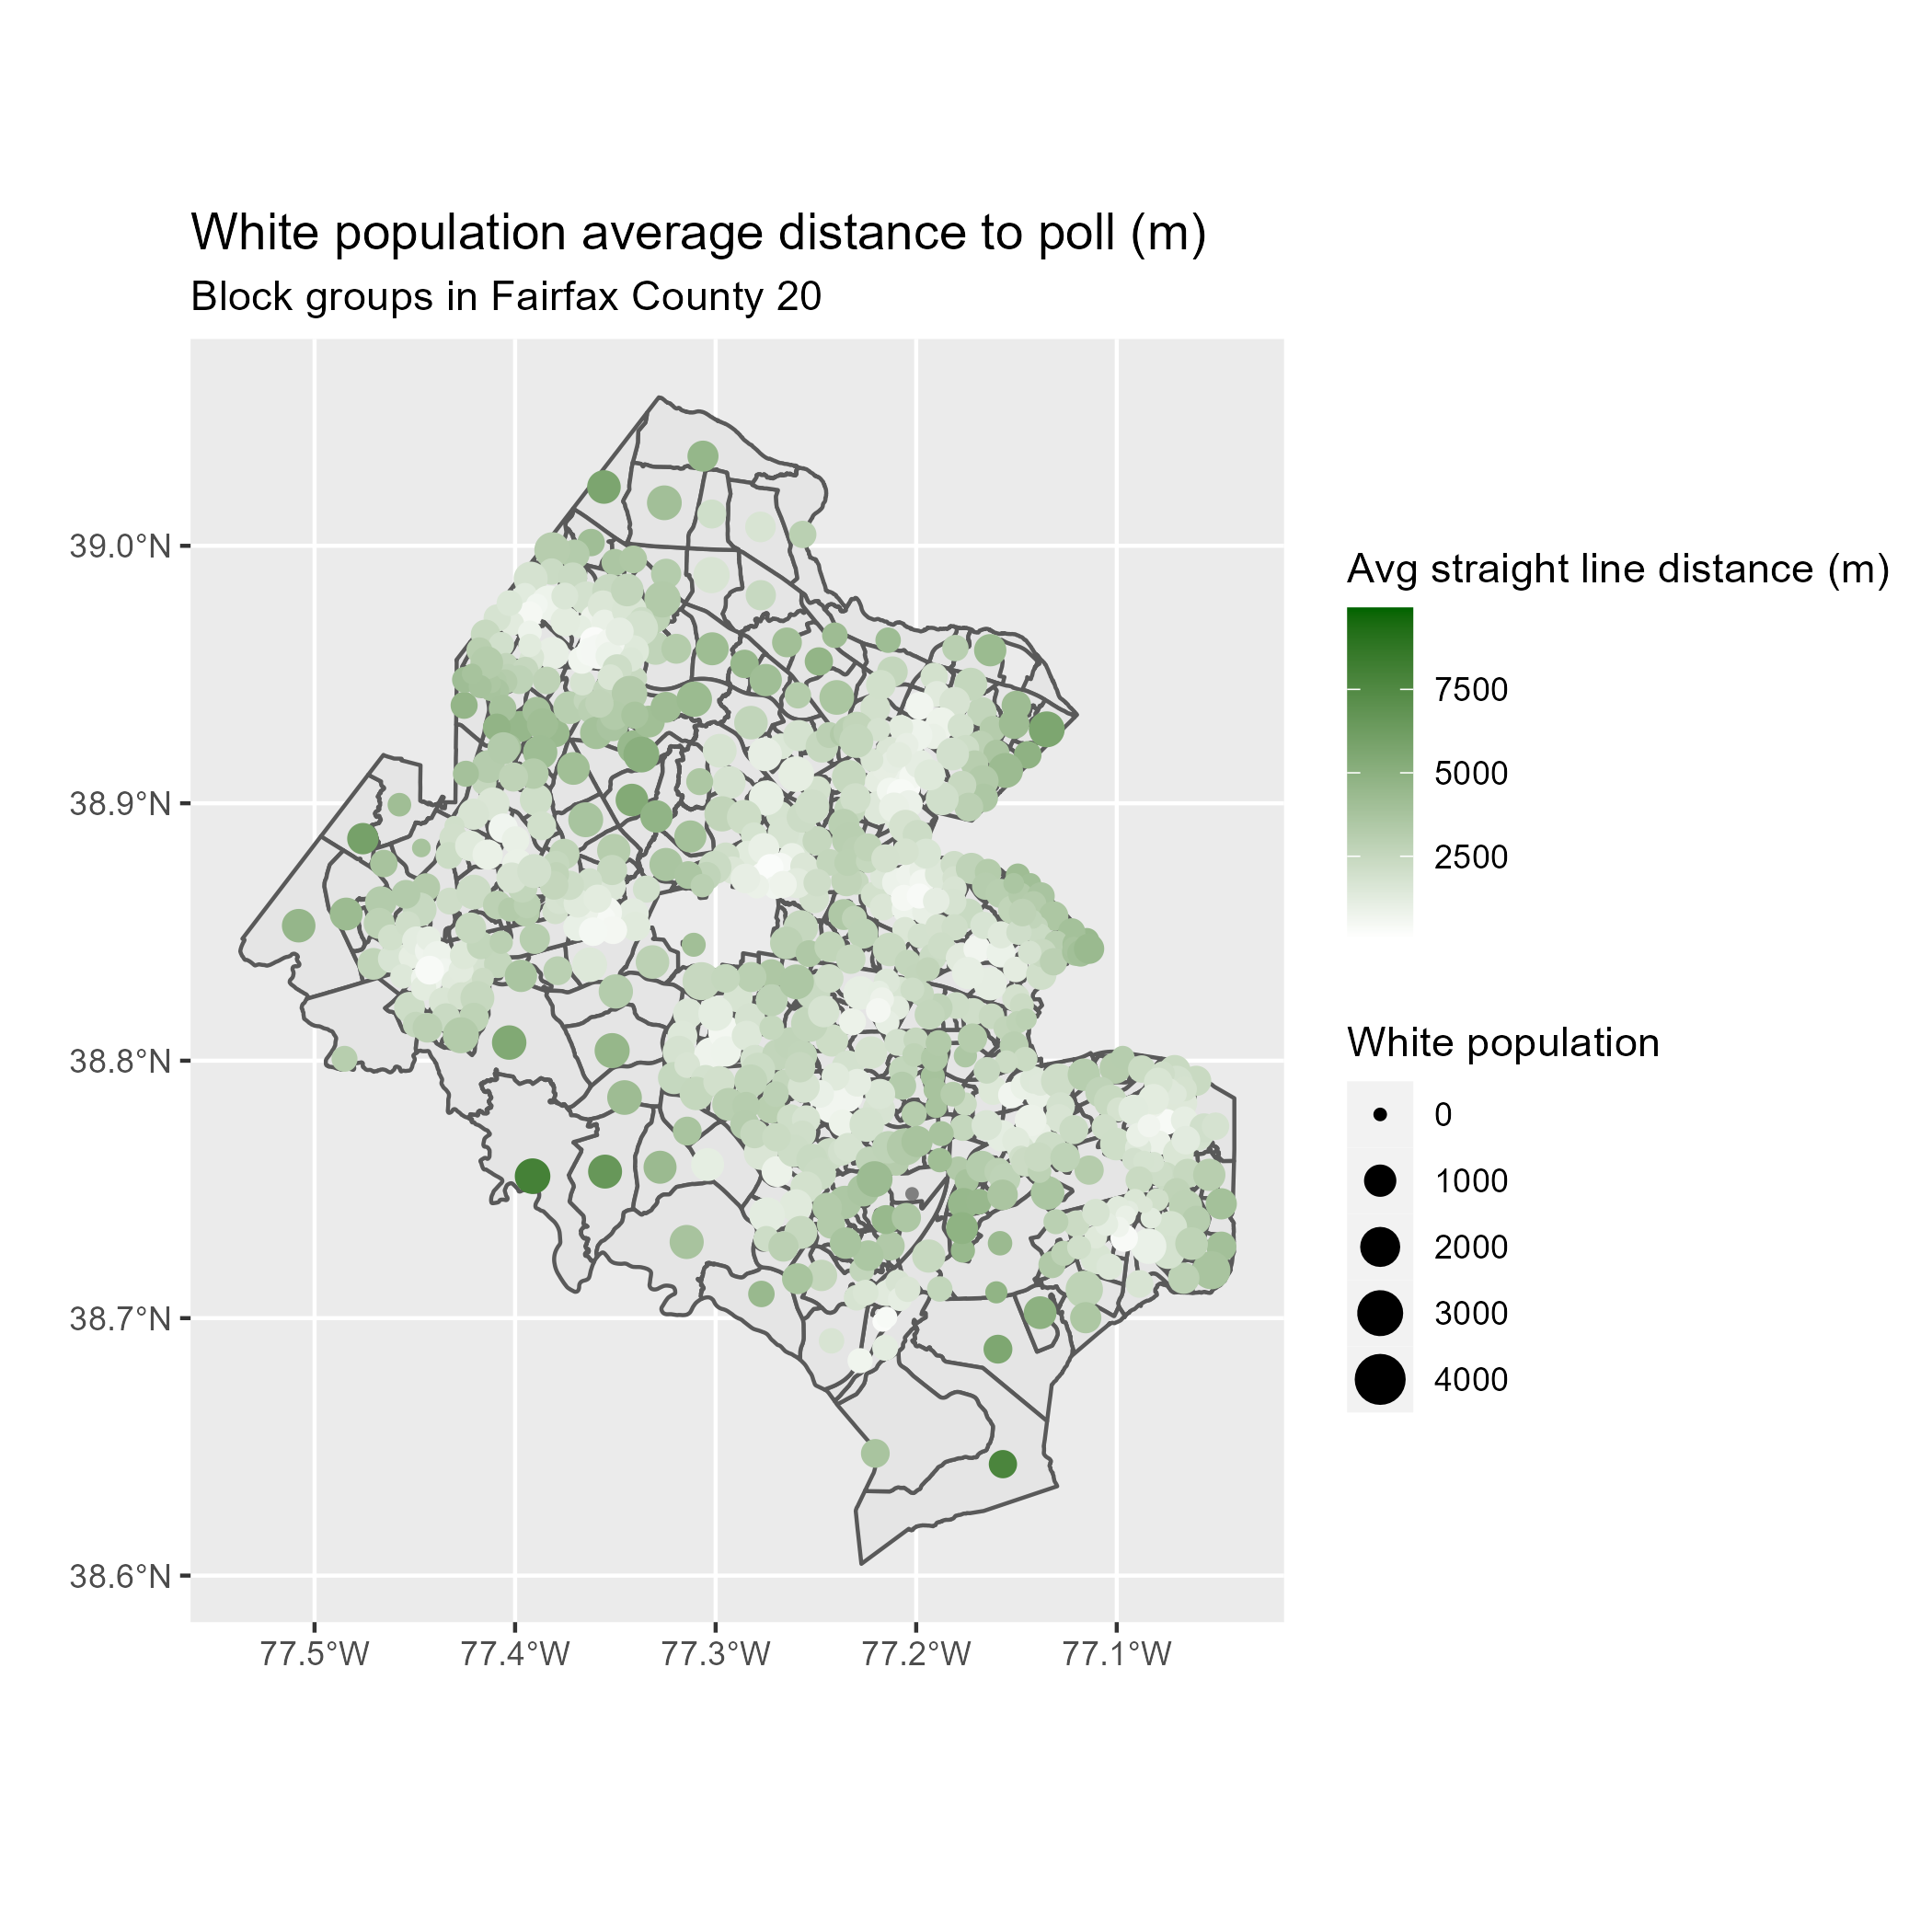 White population average distance to poll (m)
Block groups in Fairfax County 20
39.0°N
38.9°N
38.8°N
38.7°N
38.6°N
77.5°W
77.4°W
77.3°W
77.2°W
77.1°W
Avg straight line distance (m)
7500
5000
2500
White population
0
1000
2000
3000
4000